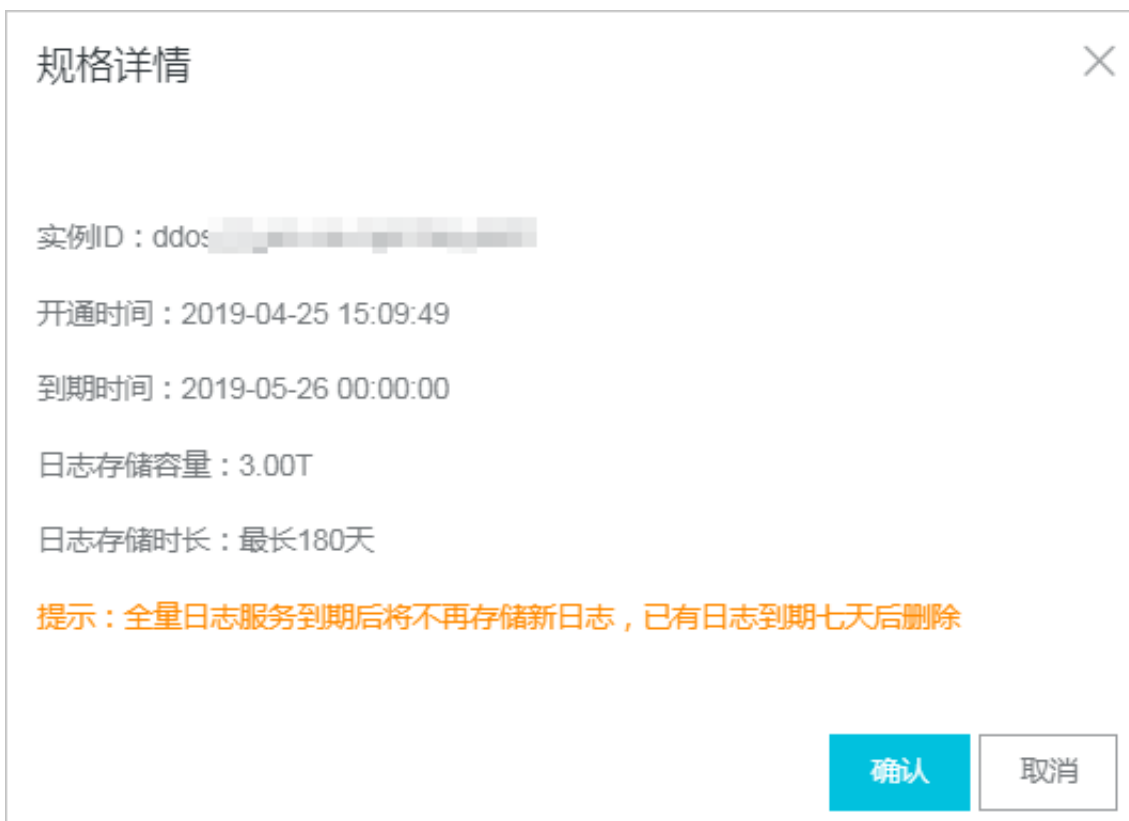 规格详情
实例ID：ddos
开通时间：2019-04-25 15:09:49
到期时间：2019-05-26 00:00:00
日志存储容量：3.00T
日志存储时长：最长180天
提示：全量日志服务到期后将不再存储新日志，已有日志到期七天后删除
确认 取消